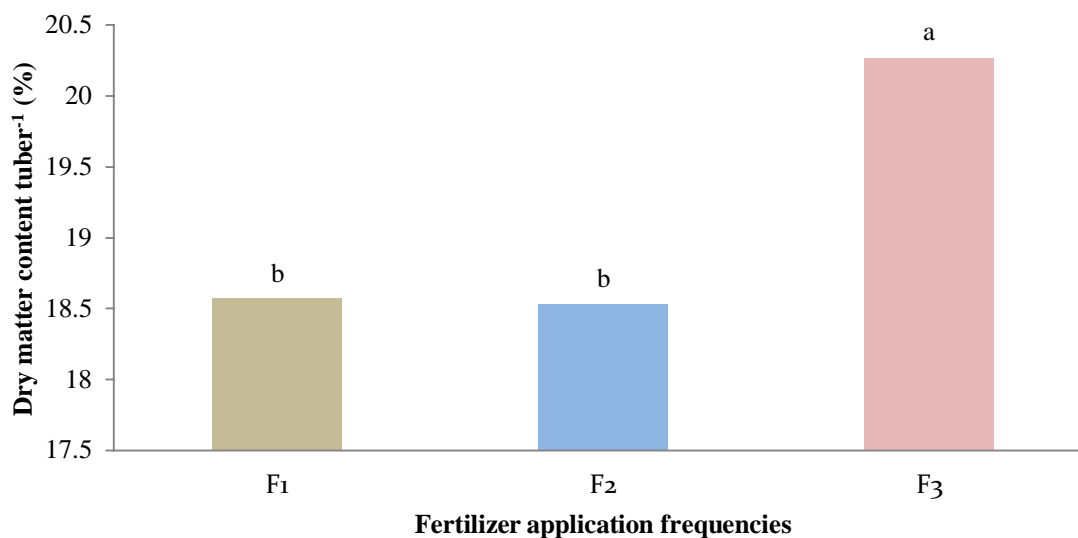 Dry matter content tuber-1 (%)
20.5
20
19.5
19
18.5
18
17.5
b
b
a
F1
F2
F3
Fertilizer application frequencies